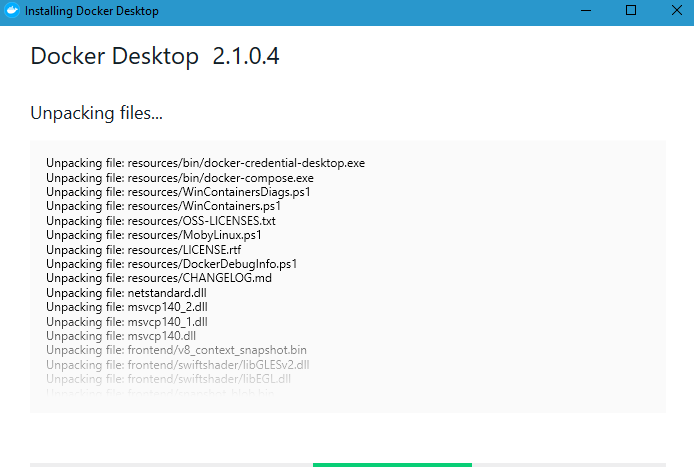 Installing Docker Desktop
Docker Desktop 2.1.0.4
Unpacking files...
Unpacking file: resources/bin/docker-credential-desktop.exe
Unpacking file: resources/bin/docker-compose.exe
Unpacking file: resources/WinContainersDiags.ps1
Unpacking file: resources/WinContainers.ps1
Unpacking file: resources/OSS-LICENSES.txt
Unpacking file: resources/MobyLinux.ps1
Unpacking file: resources/LICENSE.rtf
Unpacking file: resources/DockerDebugInfo.ps1
Unpacking file: resources/CHANGELOG.md
Unpacking file: netstandard.dll
Unpacking file: msvcp140_2.dll
Unpacking file: msvcp140_1.dll
Unpacking file: msvcp140.dll
Unpacking file: frontend/v8_context_snapshot.bin
Unpacking file: frontend/swiftshader/libGLESv2.dll
Unpacking file: frontend/swiftshader/libEGL.dll